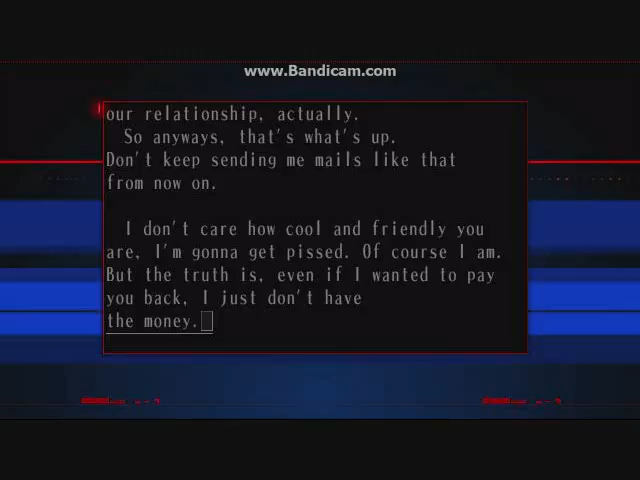 www.Bandicam.com
our relationship, actually.
So anyways, that's what's up.
Don't keep sending me mails like that
from now on.
I don't care how cool and friendly you
are, I'm gonna get pissed. Of course I am.
But the truth is, even if I wanted to pay
you back, I just don't have
the money.